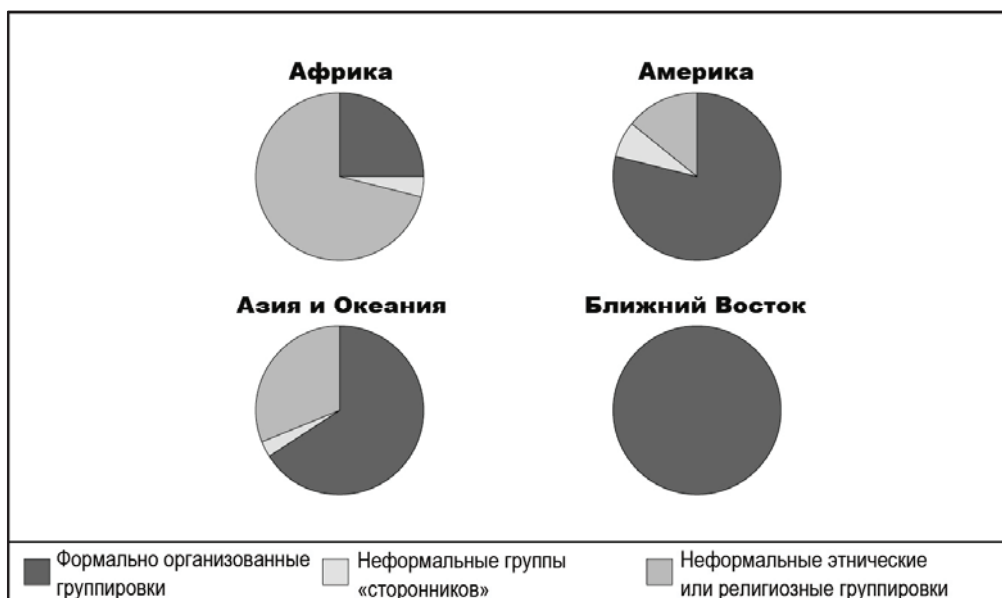 Африка
Америка
Азия и Океания
Ближний Восток
Формально организованные
группировки
Неформальные группы
«сторонников»
Неформальные этнические
или религиозные группировки